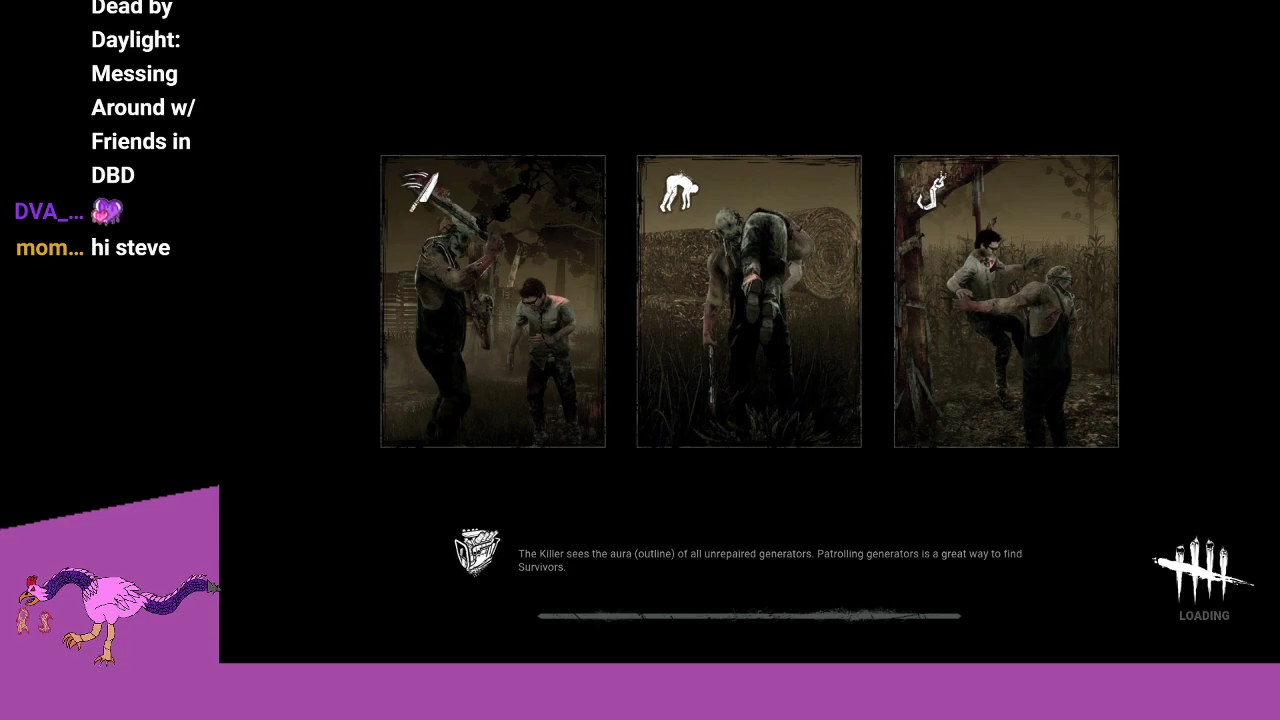 Dead by
Daylight:
Messing
Around w/
Friends in
DBD
DVA_...
mom... hi steve
The Killer sees the aura (outline) of all unrepaired generators. Patrolling generators is a great way to find
Survivors.
LOADING